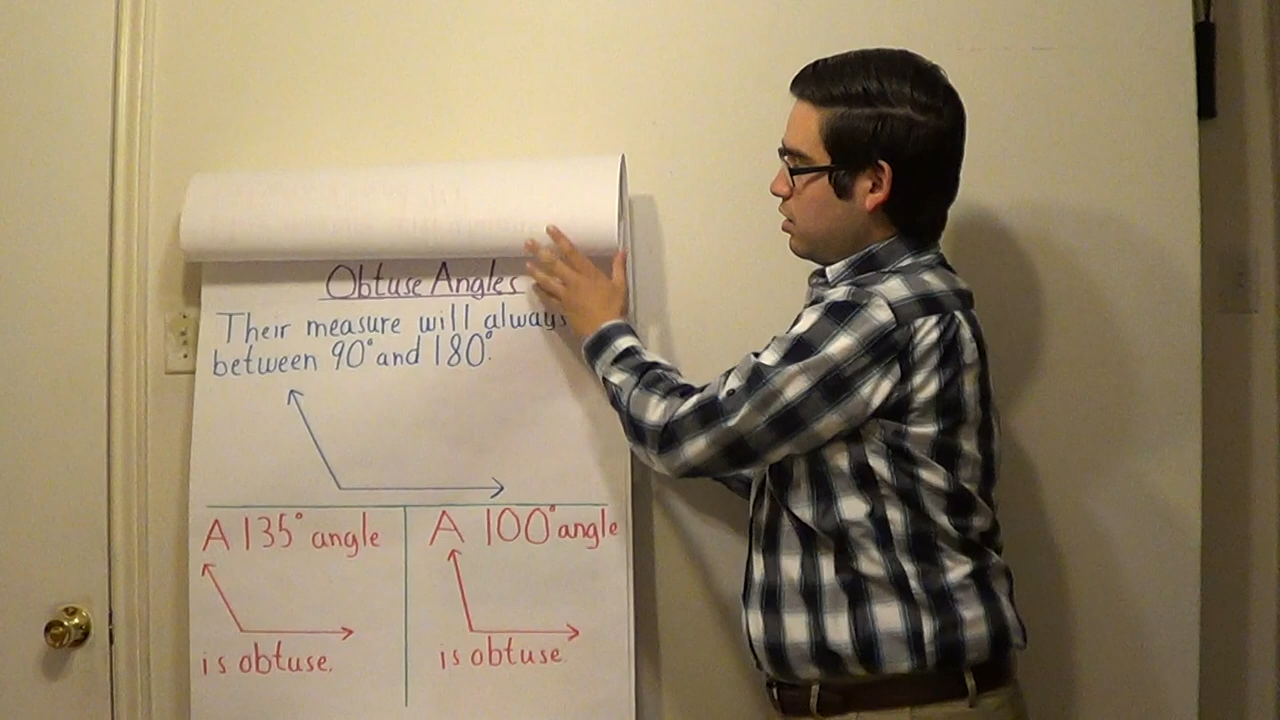 Obtuse Angles
Their measure will always
between 90° and 180°.
A 135° angle
is obtuse.
A 100° angle
is obtuse.